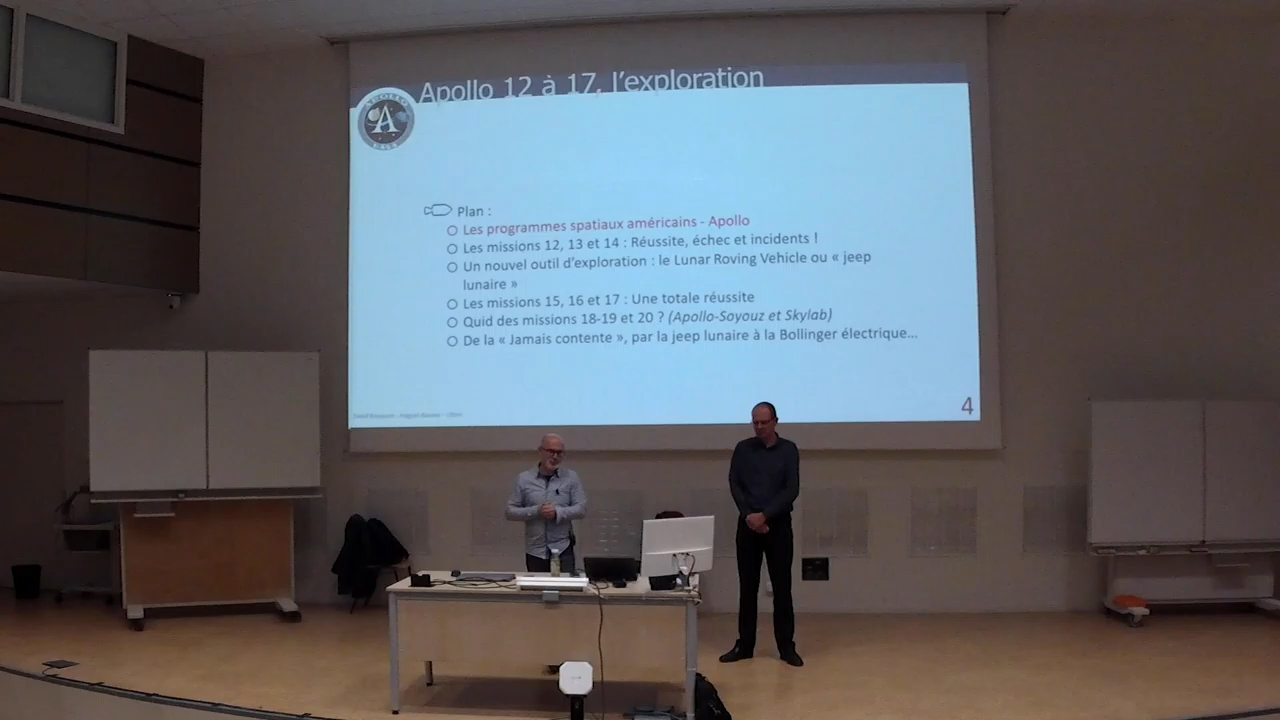 Apollo 12 à 17, l'exploration
A
Plan :
Les programmes spatiaux américains - Apollo
Les missions 12, 13 et 14 : Réussite, échec et incidents !
Un nouvel outil d'exploration : le Lunar Roving Vehicle ou « jeep
lunaire »
Les missions 15, 16 et 17 : Une totale réussite
Quid des missions 18-19 et 20 ? (Apollo-Soyouz et Skylab)
De la « Jamais contente », par la jeep lunaire à la Bollinger électrique...
4